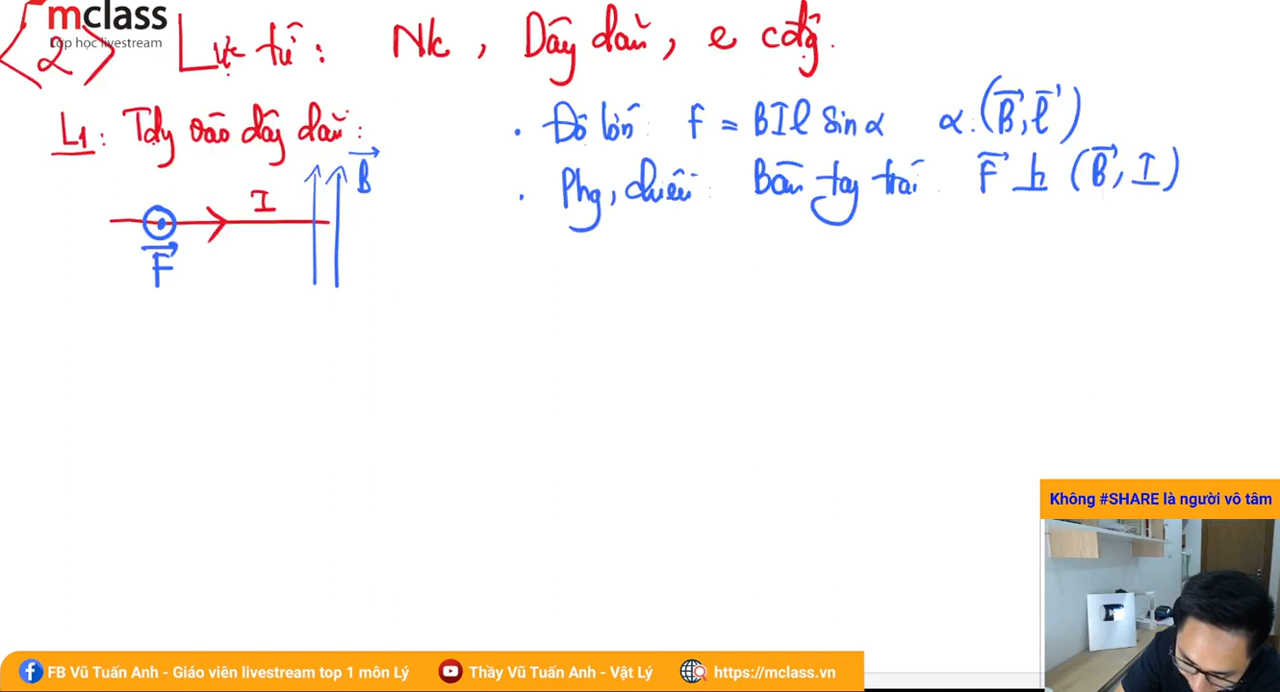 mclass
Lớp học livestream
<2> Lực từ : Nk , Dây dẫn , e cđg.
L1 : Tdụ vào dây dẫn :
. Độ lớn : F = BIl sin α α : (B, l)
. Phg, chiều : Bàn tay trái F ⊥ (B, I)
B
I
F
Không #SHARE là người vô tâm
FB Vũ Tuấn Anh - Giáo viên livestream top 1 môn Lý
Thầy Vũ Tuấn Anh - Vật Lý
https://mclass.vn